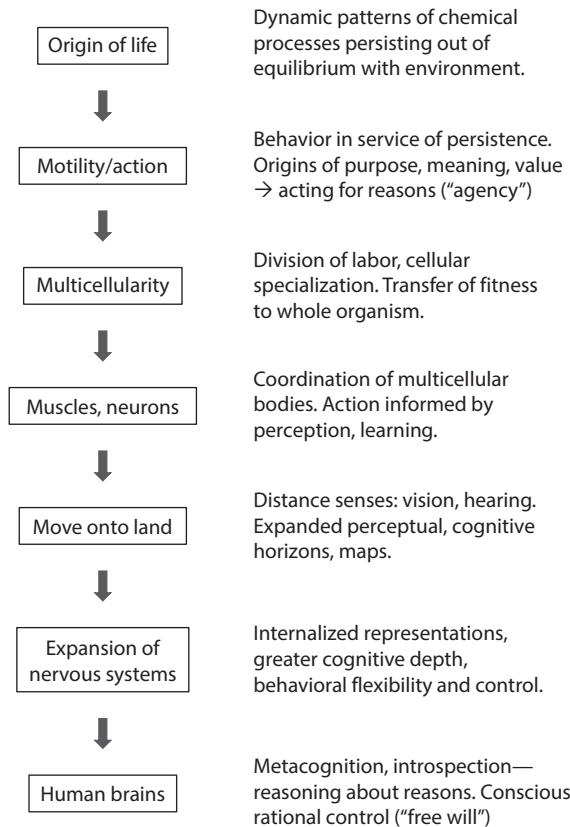 Origin of life
Dynamic patterns of chemical
processes persisting out of
equilibrium with environment.
Motility/action
Behavior in service of persistence.
Origins of purpose, meaning, value
→ acting for reasons (“agency”)
Multicellularity
Division of labor, cellular
specialization. Transfer of fitness
to whole organism.
Muscles, neurons
Coordination of multicellular
bodies. Action informed by
perception, learning.
Move onto land
Distance senses: vision, hearing.
Expanded perceptual, cognitive
horizons, maps.
Expansion of
nervous systems
Internalized representations,
greater cognitive depth,
behavioral flexibility and control.
Human brains
Metacognition, introspection—
reasoning about reasons. Conscious
rational control (“free will”)